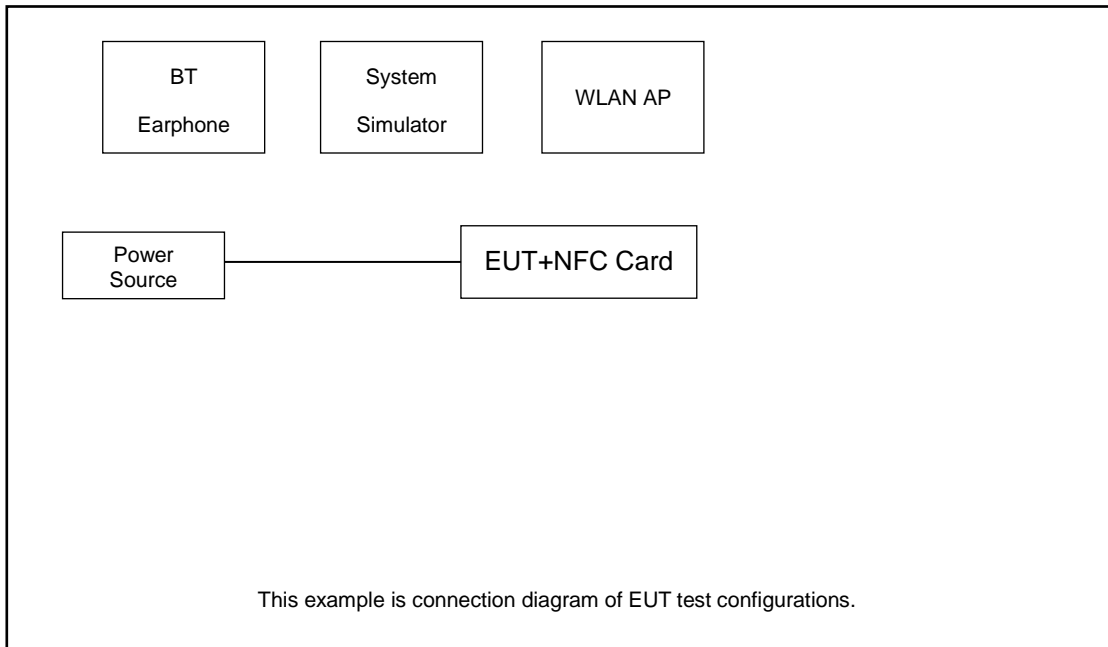 BT
Earphone
System
Simulator
WLAN AP
Power
Source
EUT+NFC Card
This example is connection diagram of EUT test configurations.